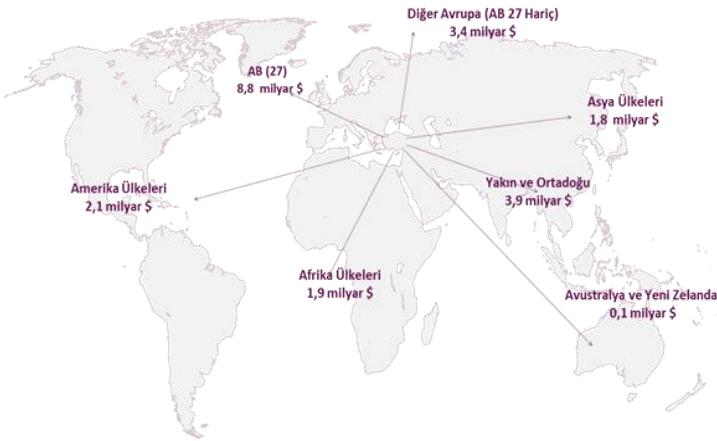 Diğer Avrupa (AB 27 Hariç)
3,4 milyar $
AB (27)
8,8 milyar $
Asya Ülkeleri
1,8 milyar $
Amerika Ülkeleri
2,1 milyar $
Yakın ve Ortadoğu
3,9 milyar $
Afrika Ülkeleri
1,9 milyar $
Avustralya ve Yeni Zelanda
0,1 milyar $